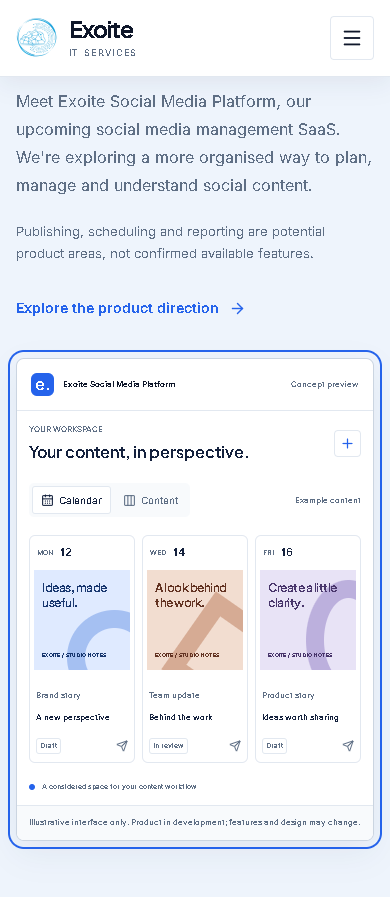 Exoite
IT SERVICES
Meet Exoite Social Media Platform, our
upcoming social media management SaaS.
We're exploring a more organised way to plan,
manage and understand social content.
Publishing, scheduling and reporting are potential
product areas, not confirmed available features.
Explore the product direction →
e. Exoite Social Media Platform Concept preview
YOUR WORKSPACE
Your content, in perspective.
Calendar Content Example content
MON 12
Ideas, made
useful.
EXOITE / STUDIO NOTES
Brand story
A new perspective
Draft
WED 14
A look behind
the work.
EXOITE / STUDIO NOTES
Team update
Behind the work
In review
FRI 16
Create a little
clarity.
EXOITE / STUDIO NOTES
Product story
Ideas worth sharing
Draft
A considered space for your content workflow
Illustrative interface only. Product in development; features and design may change.